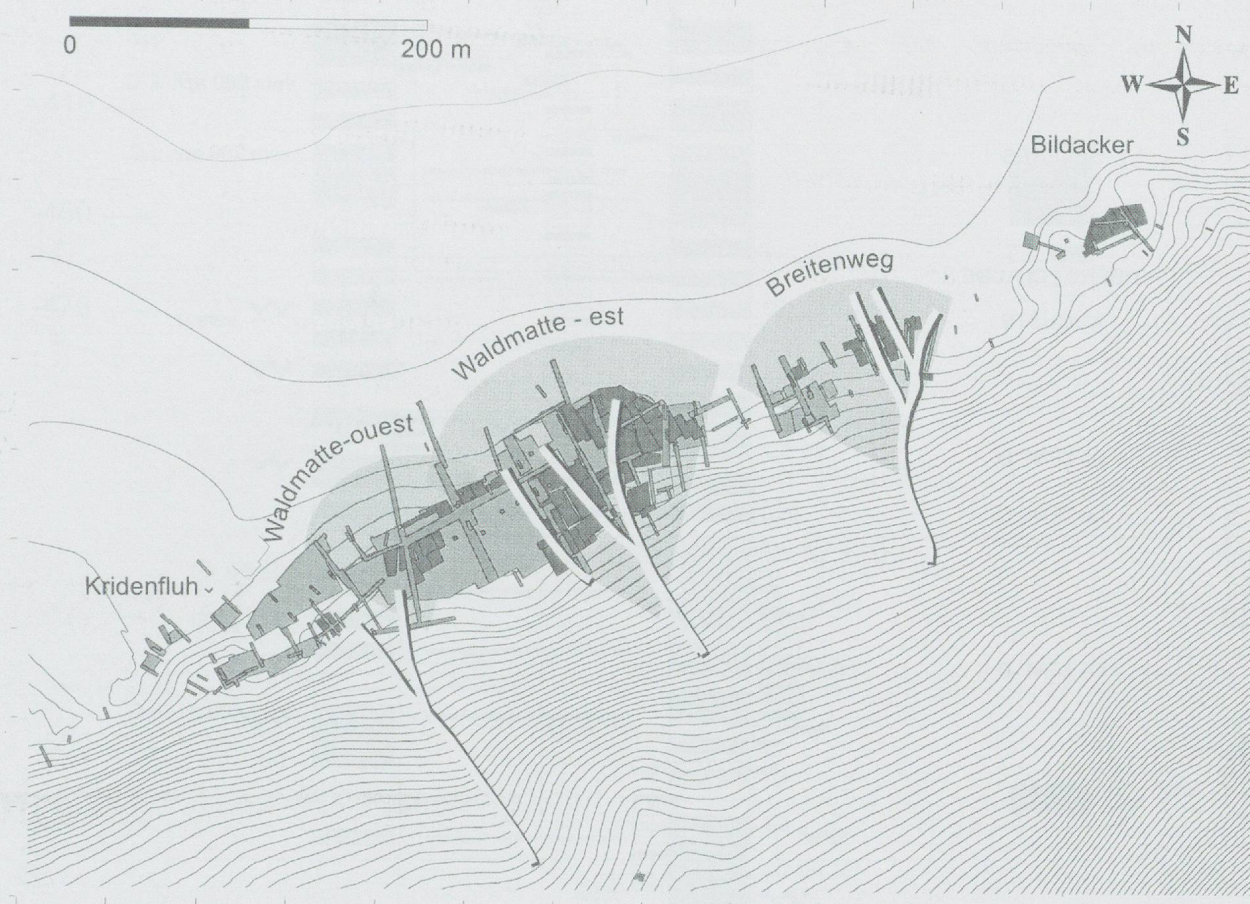 0
200 m
N
W
E
S
Bildacker
Breitenweg
Waldmatte - est
Waldmatte-ouest
Kridenfluh